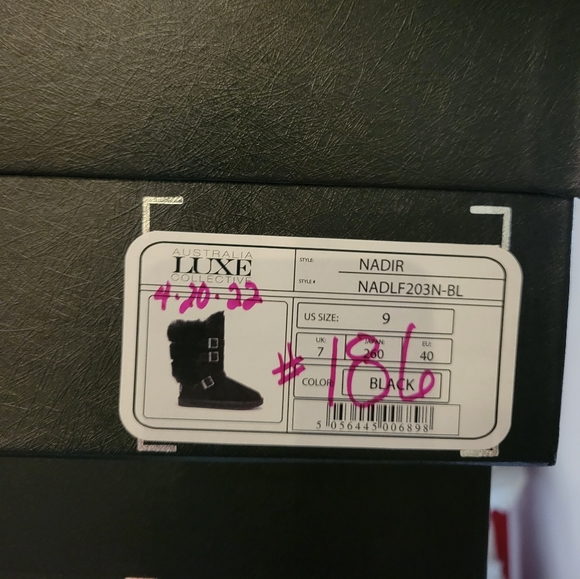 AUSTRALIA
LUXE
COLLECTIVE
4.20.22
STYLE: NADIR
STYLE# NADLF203N-BL
US SIZE: 9
UK: 7 JAPAN: 260 EU: 40
#186
COLOR: BLACK
5 056445 006898